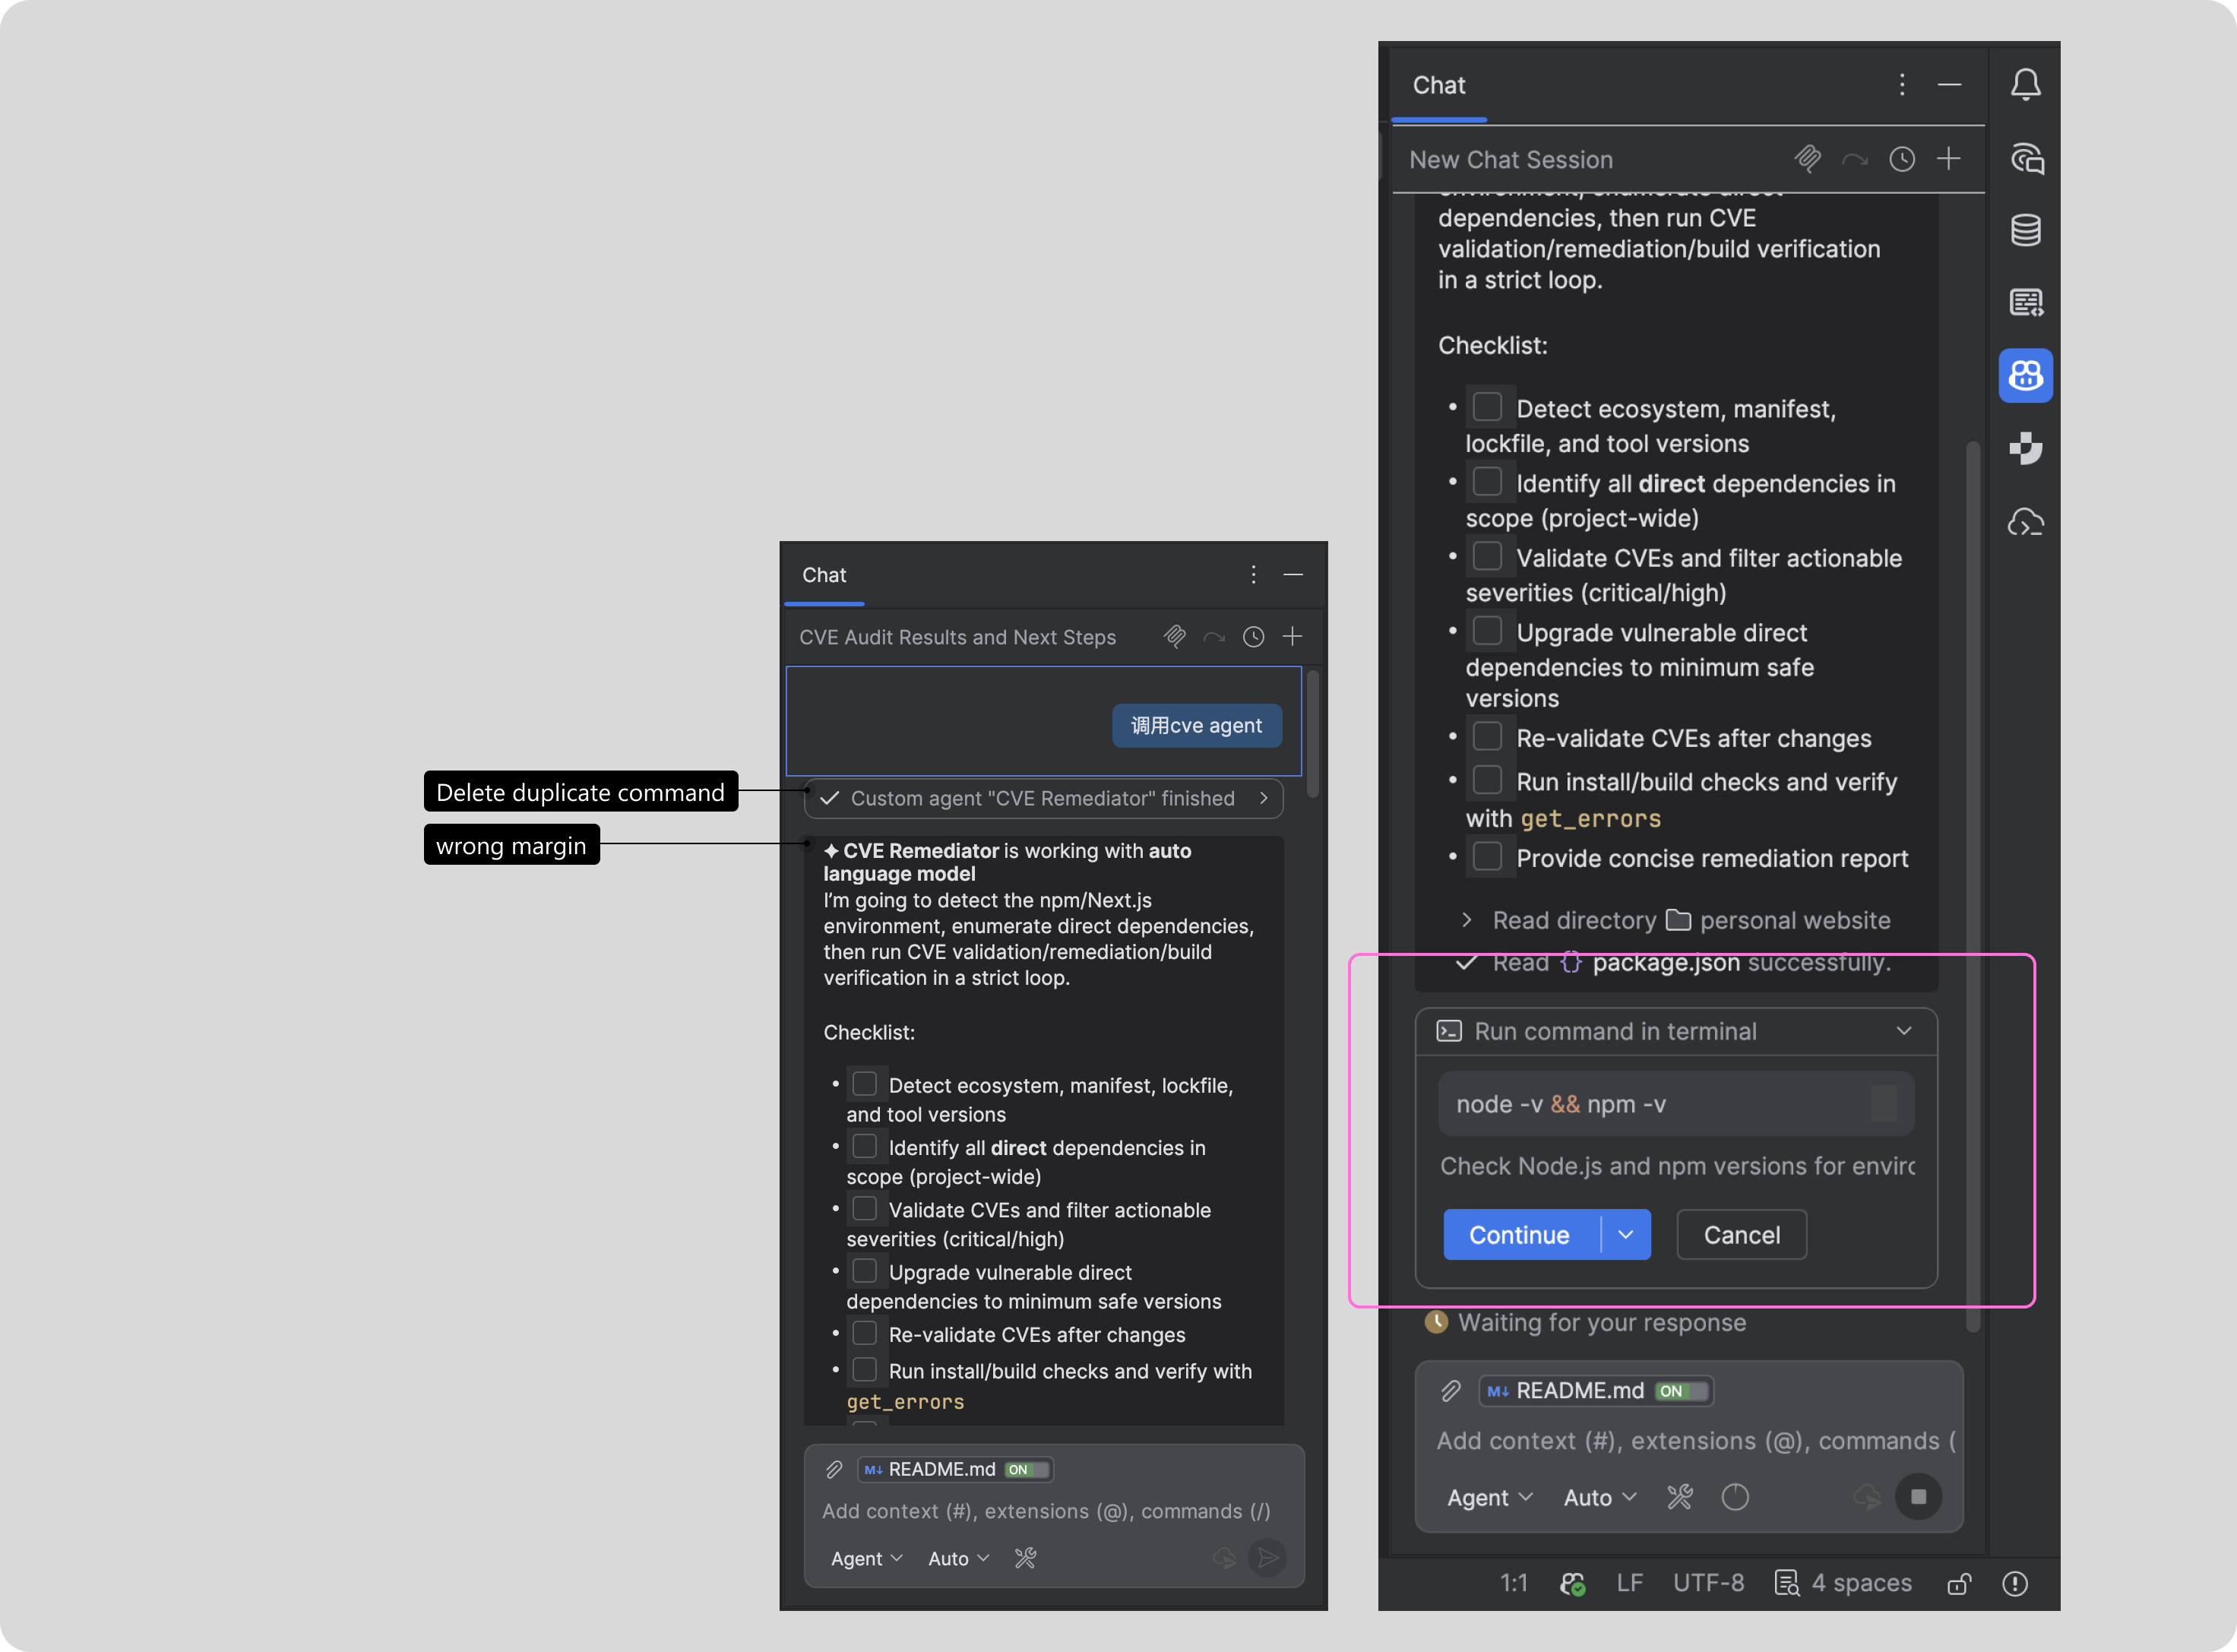 Delete duplicate command
wrong margin
Chat
CVE Audit Results and Next Steps
调用cve agent
Custom agent "CVE Remediator" finished
CVE Remediator is working with auto
language model
I'm going to detect the npm/Next.js
environment, enumerate direct dependencies,
then run CVE validation/remediation/build
verification in a strict loop.
Checklist:
• Detect ecosystem, manifest, lockfile,
and tool versions
• Identify all direct dependencies in
scope (project-wide)
• Validate CVEs and filter actionable
severities (critical/high)
• Upgrade vulnerable direct
dependencies to minimum safe versions
• Re-validate CVEs after changes
• Run install/build checks and verify with
get_errors
M↓ README.md ON
Add context (#), extensions (@), commands (/)
Agent Auto
Chat
New Chat Session
environment, enumerate direct
dependencies, then run CVE
validation/remediation/build verification
in a strict loop.
Checklist:
• Detect ecosystem, manifest,
lockfile, and tool versions
• Identify all direct dependencies in
scope (project-wide)
• Validate CVEs and filter actionable
severities (critical/high)
• Upgrade vulnerable direct
dependencies to minimum safe
versions
• Re-validate CVEs after changes
• Run install/build checks and verify
with get_errors
• Provide concise remediation report
Read directory personal website
Read {} package.json successfully.
Run command in terminal
node -v && npm -v
Check Node.js and npm versions for envirc
Continue Cancel
Waiting for your response
M↓ README.md ON
Add context (#), extensions (@), commands (
Agent Auto
1:1 LF UTF-8 4 spaces